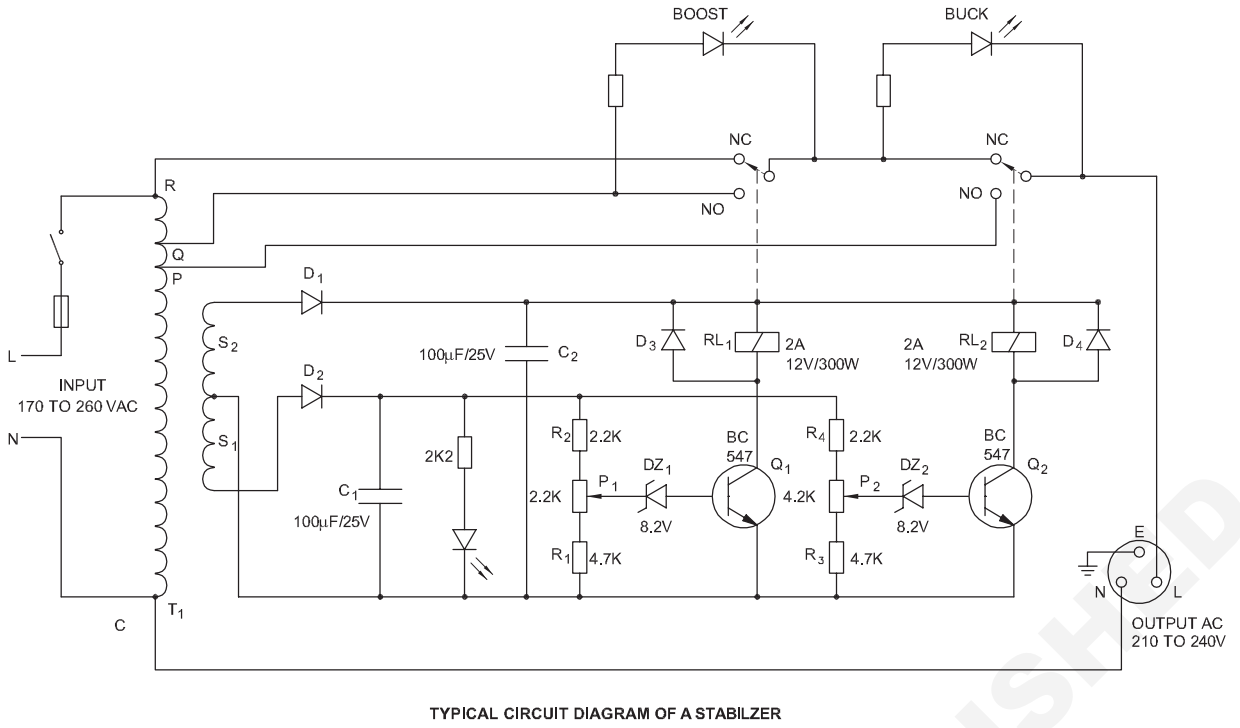 BOOST
BUCK
NC
NC
R
NO
NO
Q
P
D1
S2
D3
RL1
2A
12V/300W
2A
12V/300W
RL2
D4
100µF/25V
C2
L
INPUT
170 TO 260 VAC
D2
N
S1
R2
2.2K
R4
2.2K
BC
547
BC
547
2K2
DZ1
Q1
DZ2
Q2
C1
100µF/25V
2.2K
P1
4.2K
P2
8.2V
8.2V
R1
4.7K
R3
4.7K
E
N
L
T1
C
OUTPUT AC
210 TO 240V
TYPICAL CIRCUIT DIAGRAM OF A STABILZER